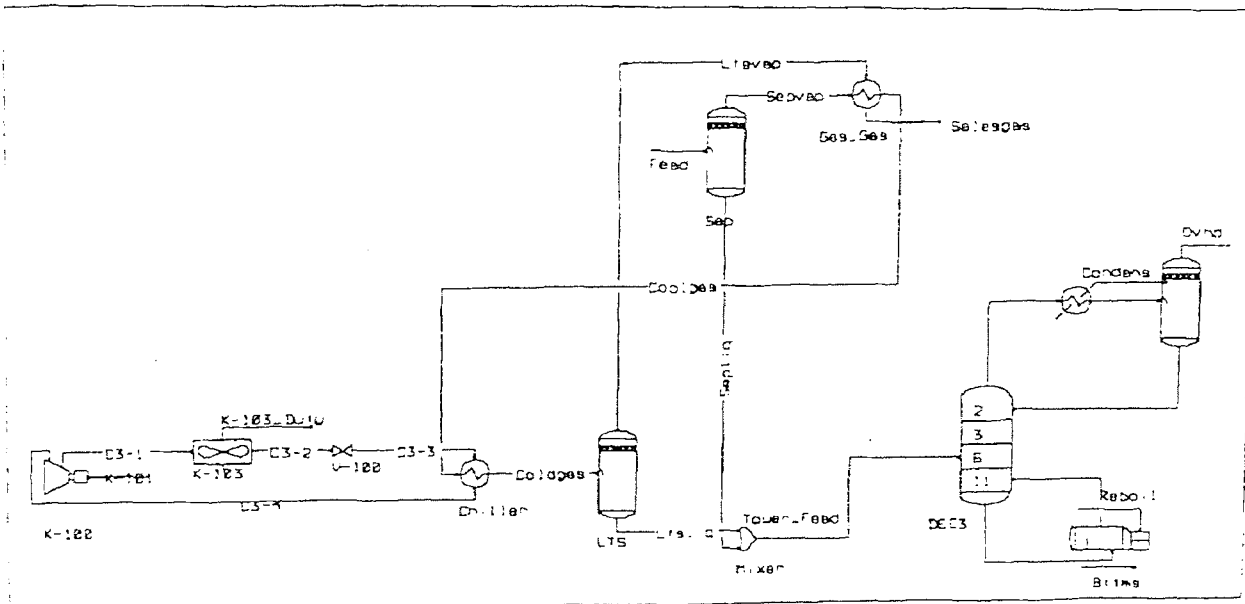 Ltsvap
Sepvap
Gas_Gas
Salesgas
Feed
Sep
Ovhd
Condens
Coolgas
K-103_Duty
C3-1
C3-2
C3-3
K-101
K-103
V-100
C3-4
Coldgas
Chiller
K-100
LTS
Tower_Feed
Mixer
2
3
6
11
DEC3
Reboil
Btms